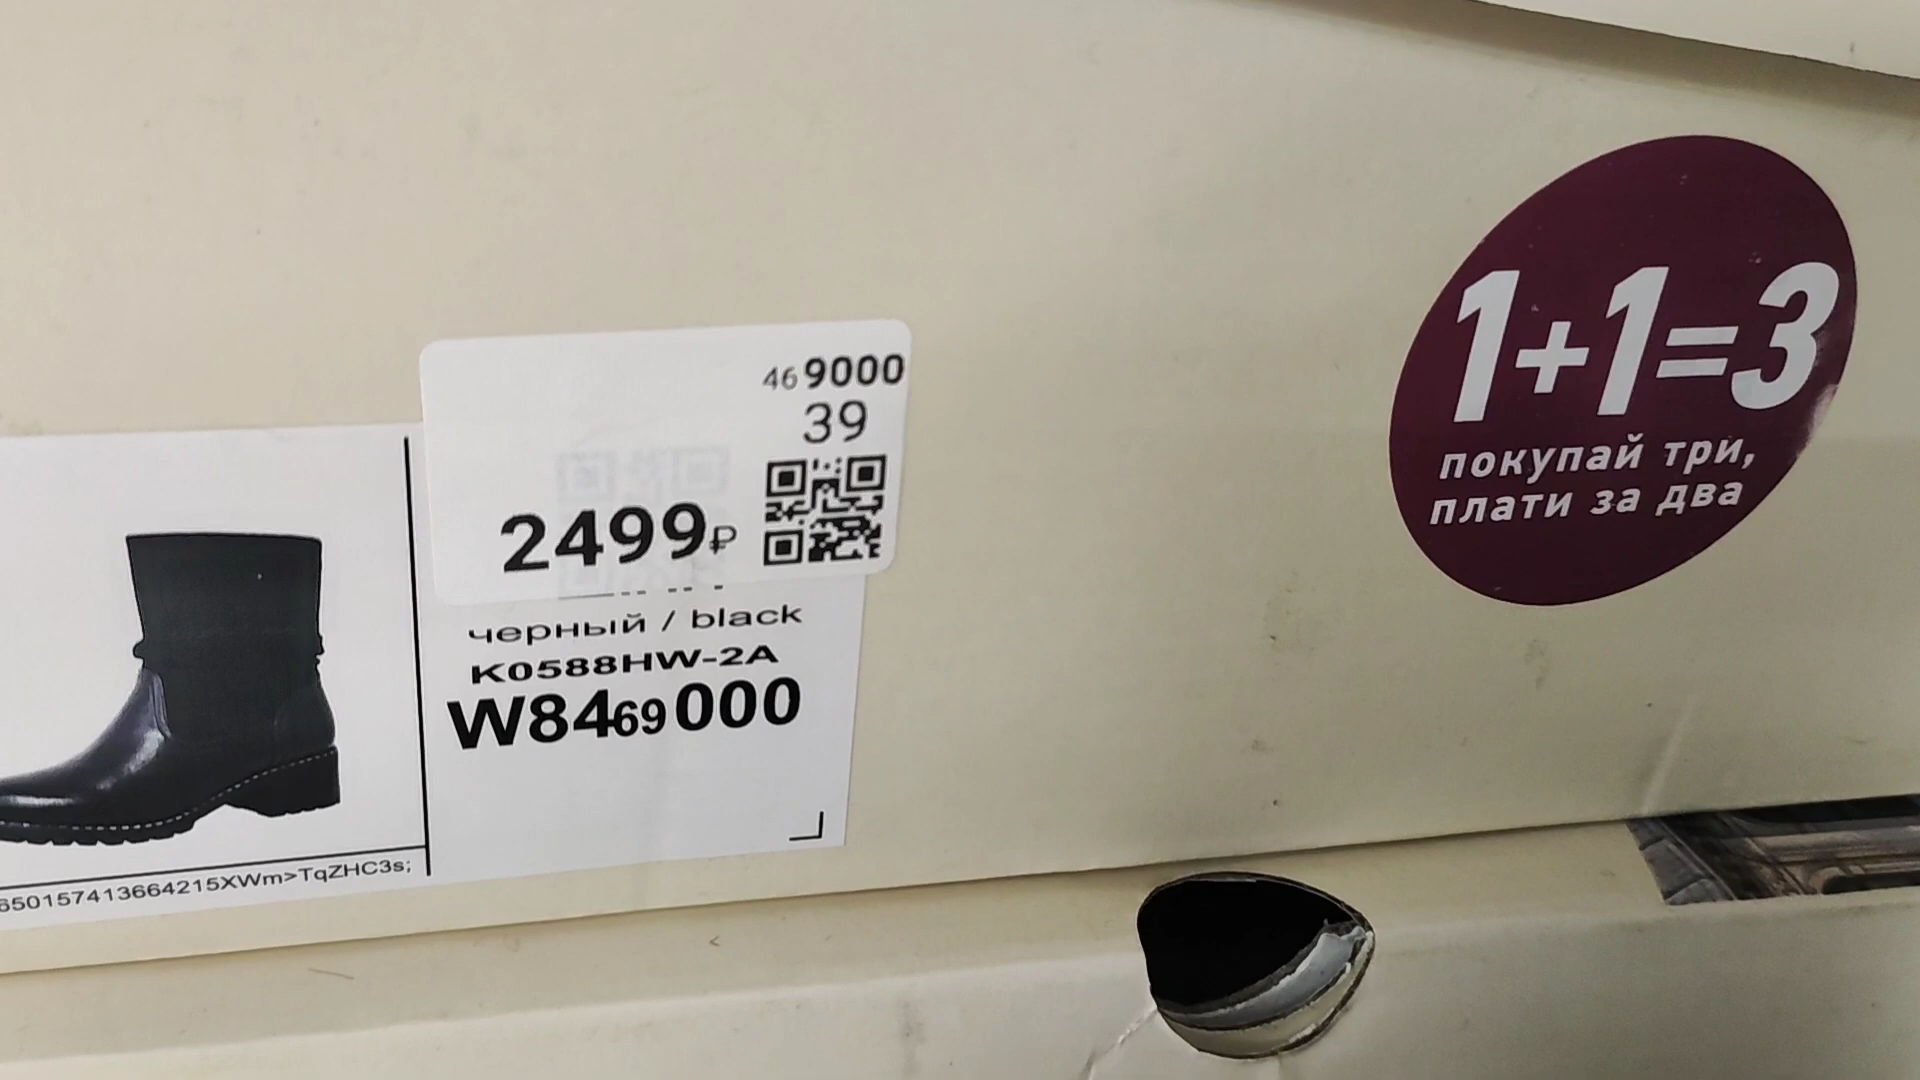 469000
39
2499₽
черный / black
K0588HW-2A
W8469000
650157413664215XWm>TqZHC3s;
1+1=3
покупай три,
плати за два